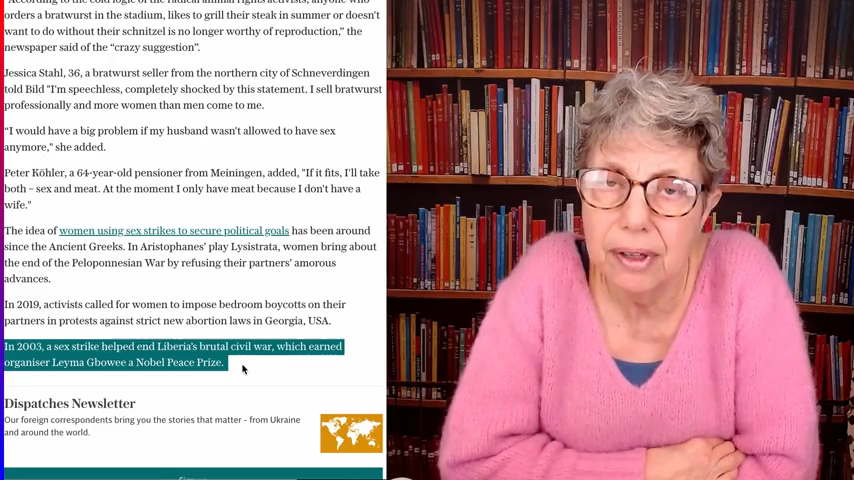 "According to the cold logic of the radical animal rights activists, anyone who
orders a bratwurst in the stadium, likes to grill their steak in summer or doesn't
want to do without their schnitzel is no longer worthy of reproduction," the
newspaper said of the "crazy suggestion".
Jessica Stahl, 36, a bratwurst seller from the northern city of Schneverdingen
told Bild "I'm speechless, completely shocked by this statement. I sell bratwurst
professionally and more women than men come to me.
"I would have a big problem if my husband wasn't allowed to have sex
anymore," she added.
Peter Köhler, a 64-year-old pensioner from Meiningen, added, "If it fits, I'll take
both – sex and meat. At the moment I only have meat because I don't have a
wife."
The idea of women using sex strikes to secure political goals has been around
since the Ancient Greeks. In Aristophanes' play Lysistrata, women bring about
the end of the Peloponnesian War by refusing their partners' amorous
advances.
In 2019, activists called for women to impose bedroom boycotts on their
partners in protests against strict new abortion laws in Georgia, USA.
In 2003, a sex strike helped end Liberia's brutal civil war, which earned
organiser Leyma Gbowee a Nobel Peace Prize.
Dispatches Newsletter
Our foreign correspondents bring you the stories that matter - from Ukraine
and around the world.